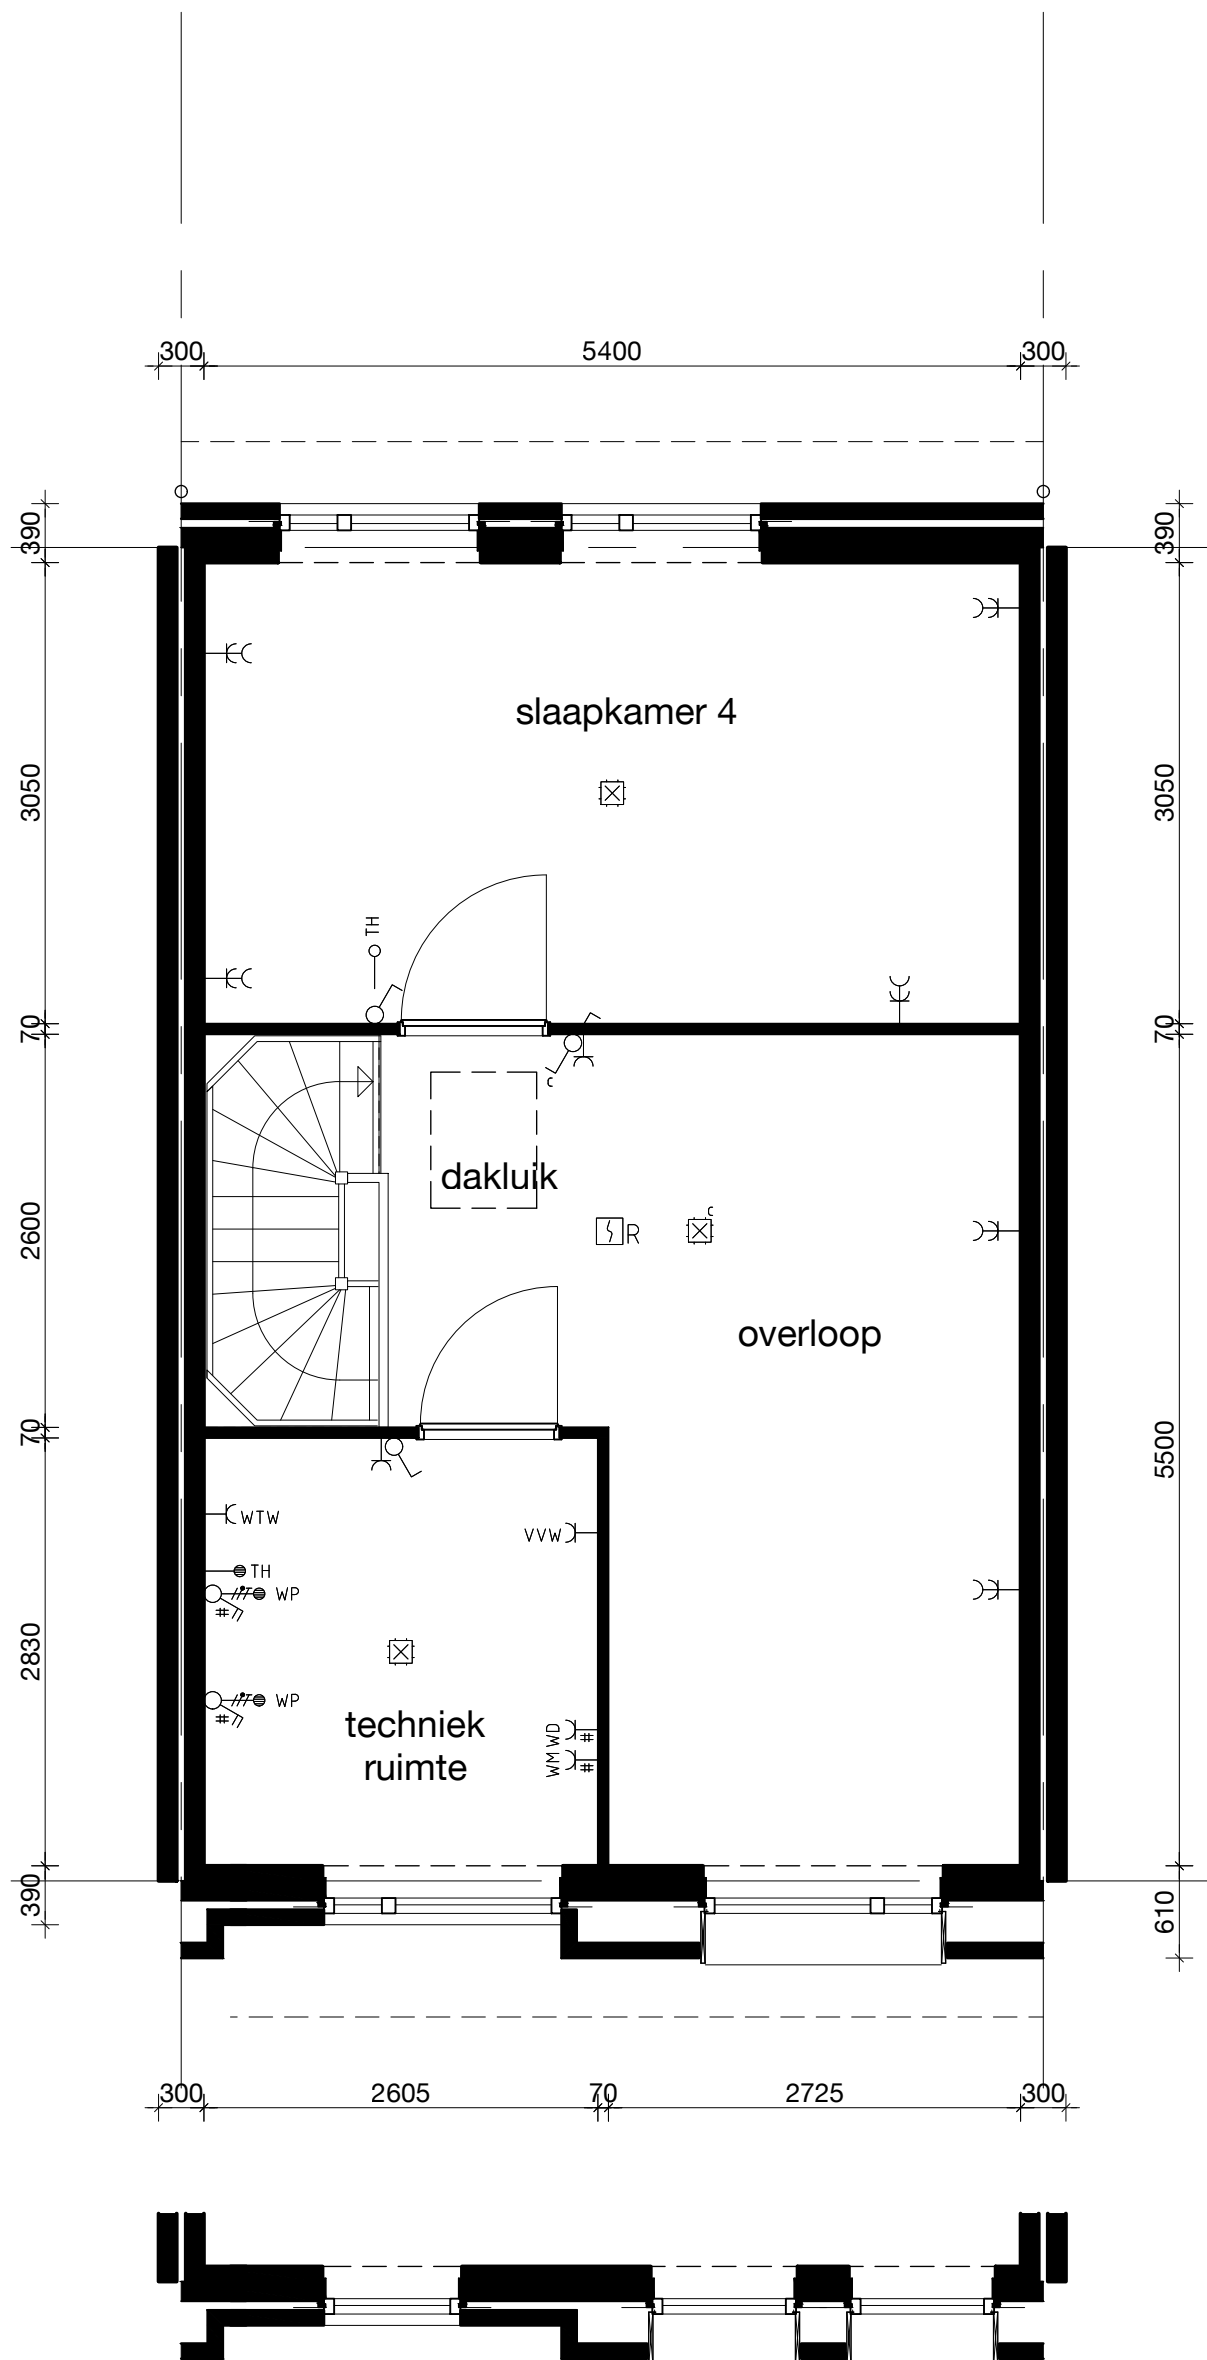 300 5400 300
390 390
slaapkamer 4
3050 3050
TH
70 70
c
dakluik
c
2600 R
overloop
70
5500
WTW
VVW
TH
# WP
2830
# WP
techniek
ruimte
WD #
WM #
390 610
300 2605 70 2725 300